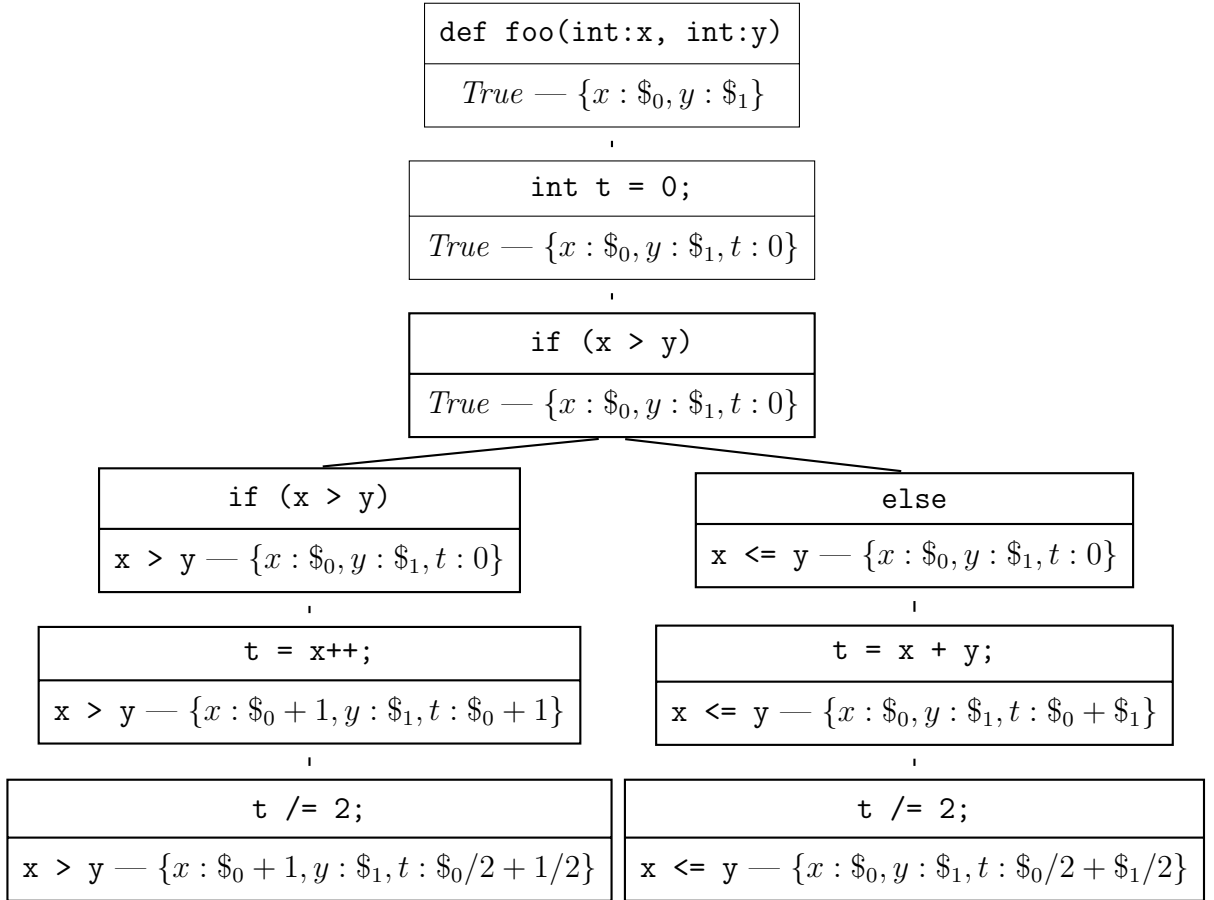 def foo(int:x, int:y)
True — {x : $₀, y : $₁}
int t = 0;
True — {x : $₀, y : $₁, t : 0}
if (x > y)
True — {x : $₀, y : $₁, t : 0}
if (x > y)
x > y — {x : $₀, y : $₁, t : 0}
else
x <= y — {x : $₀, y : $₁, t : 0}
t = x++;
x > y — {x : $₀ + 1, y : $₁, t : $₀ + 1}
t = x + y;
x <= y — {x : $₀, y : $₁, t : $₀ + $₁}
t /= 2;
x > y — {x : $₀ + 1, y : $₁, t : $₀/2 + 1/2}
t /= 2;
x <= y — {x : $₀, y : $₁, t : $₀/2 + $₁/2}